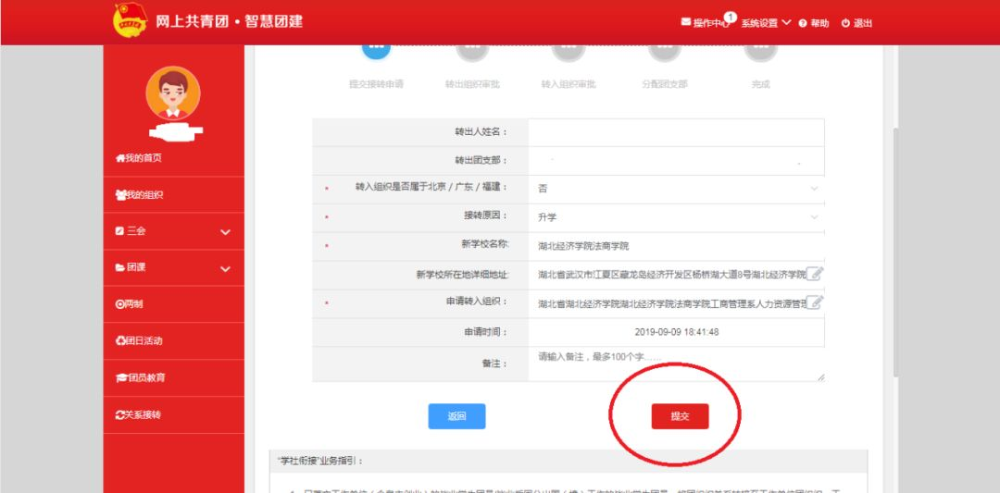 网上共青团·智慧团建
操作中心 1 系统设置 帮助 退出
提交接转申请 转出组织审批 转入组织审批 分配团支部 完成
我的首页
我的组织
三会
团课
两制
团日活动
团员教育
关系接转
转出人姓名：
转出团支部：
* 转入组织是否属于北京/广东/福建： 否
* 接转原因： 升学
* 新学校名称: 湖北经济学院法商学院
新学校所在地详细地址: 湖北省武汉市江夏区藏龙岛经济开发区杨桥湖大道8号湖北经济学院
* 申请转入组织： 湖北省湖北经济学院湖北经济学院法商学院工商管理系人力资源管理
申请时间： 2019-09-09 18:41:48
备注： 请输入备注，最多100个字......
返回 提交
"学社衔接"业务指引：